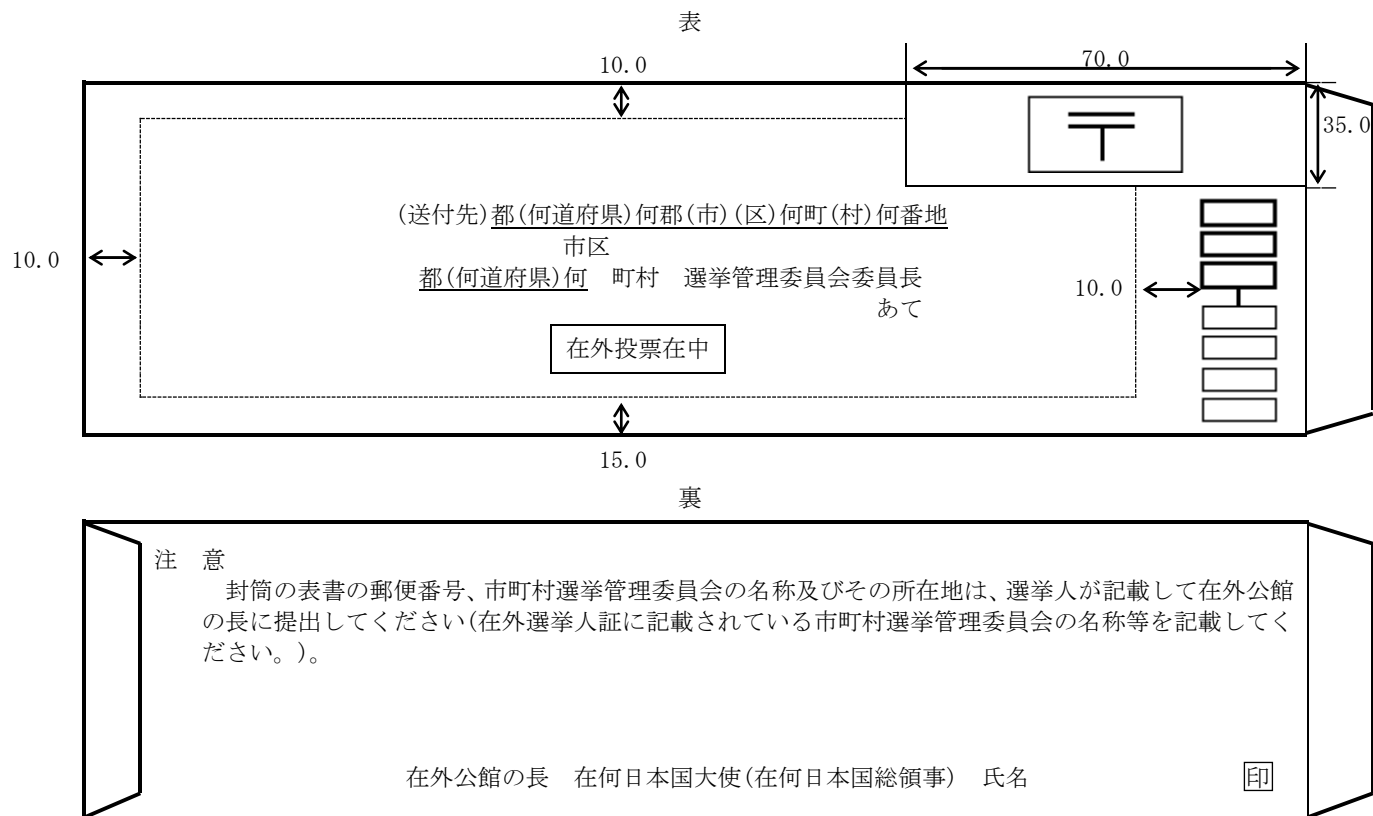 表
10.0
70.0
〒
35.0
(送付先)都(何道府県)何郡(市)(区)何町(村)何番地
市区
10.0
都(何道府県)何　町村　選挙管理委員会委員長
10.0
あて
在外投票在中
15.0
裏
注　意
封筒の表書の郵便番号、市町村選挙管理委員会の名称及びその所在地は、選挙人が記載して在外公館
の長に提出してください(在外選挙人証に記載されている市町村選挙管理委員会の名称等を記載してく
ださい。)。
在外公館の長　在何日本国大使(在何日本国総領事)　氏名　印